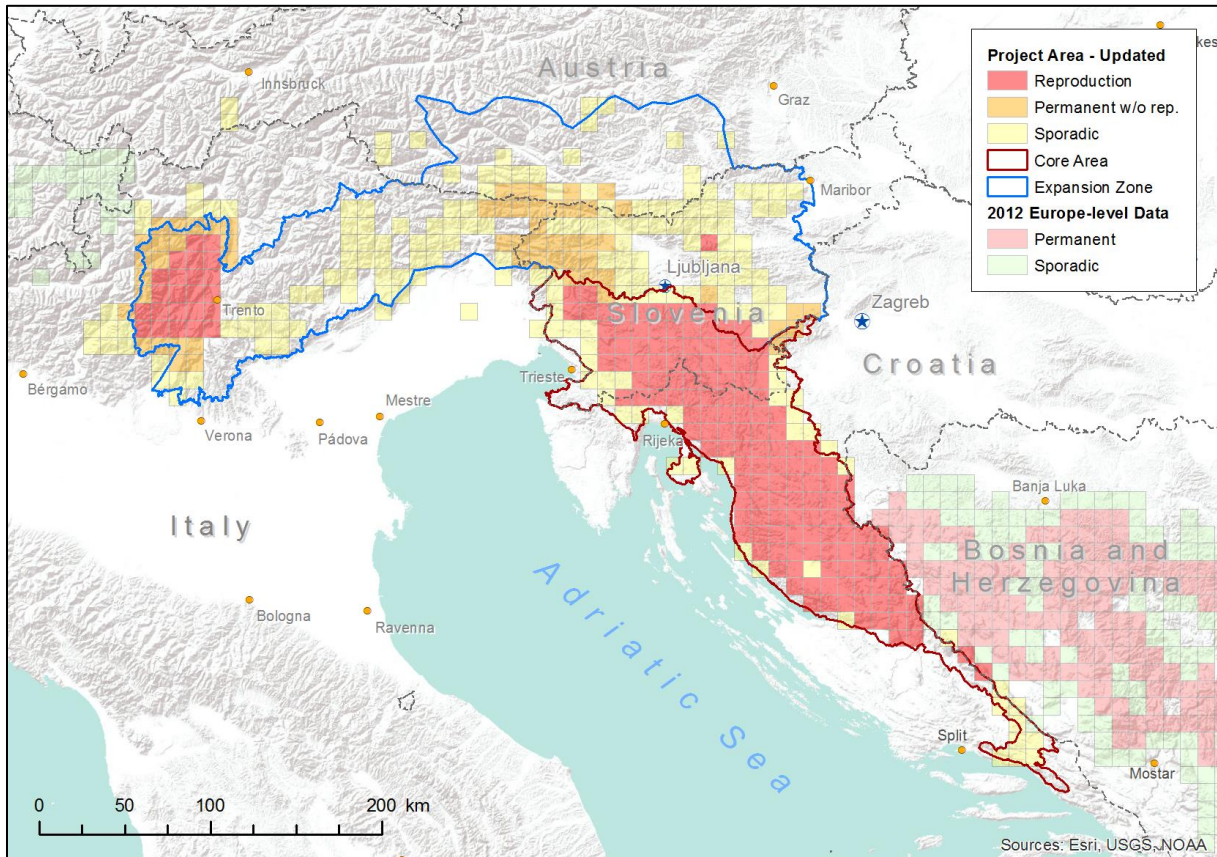 Innsbruck
Austria
Graz
kes
Project Area - Updated
Reproduction
Permanent w/o rep.
Sporadic
Core Area
Expansion Zone
2012 Europe-level Data
Permanent
Sporadic
Maribor
Ljubljana
Slovenia
Zagreb
Croatia
Trento
Bérgamo
Trieste
Verona
Pádova
Mestre
Rijeka
Banja Luka
Italy
Bosnia and
Herzegovina
Bologna
Ravenna
Adriatic Sea
Split
Mostar
0 50 100 200 km
Sources: Esri, USGS, NOAA